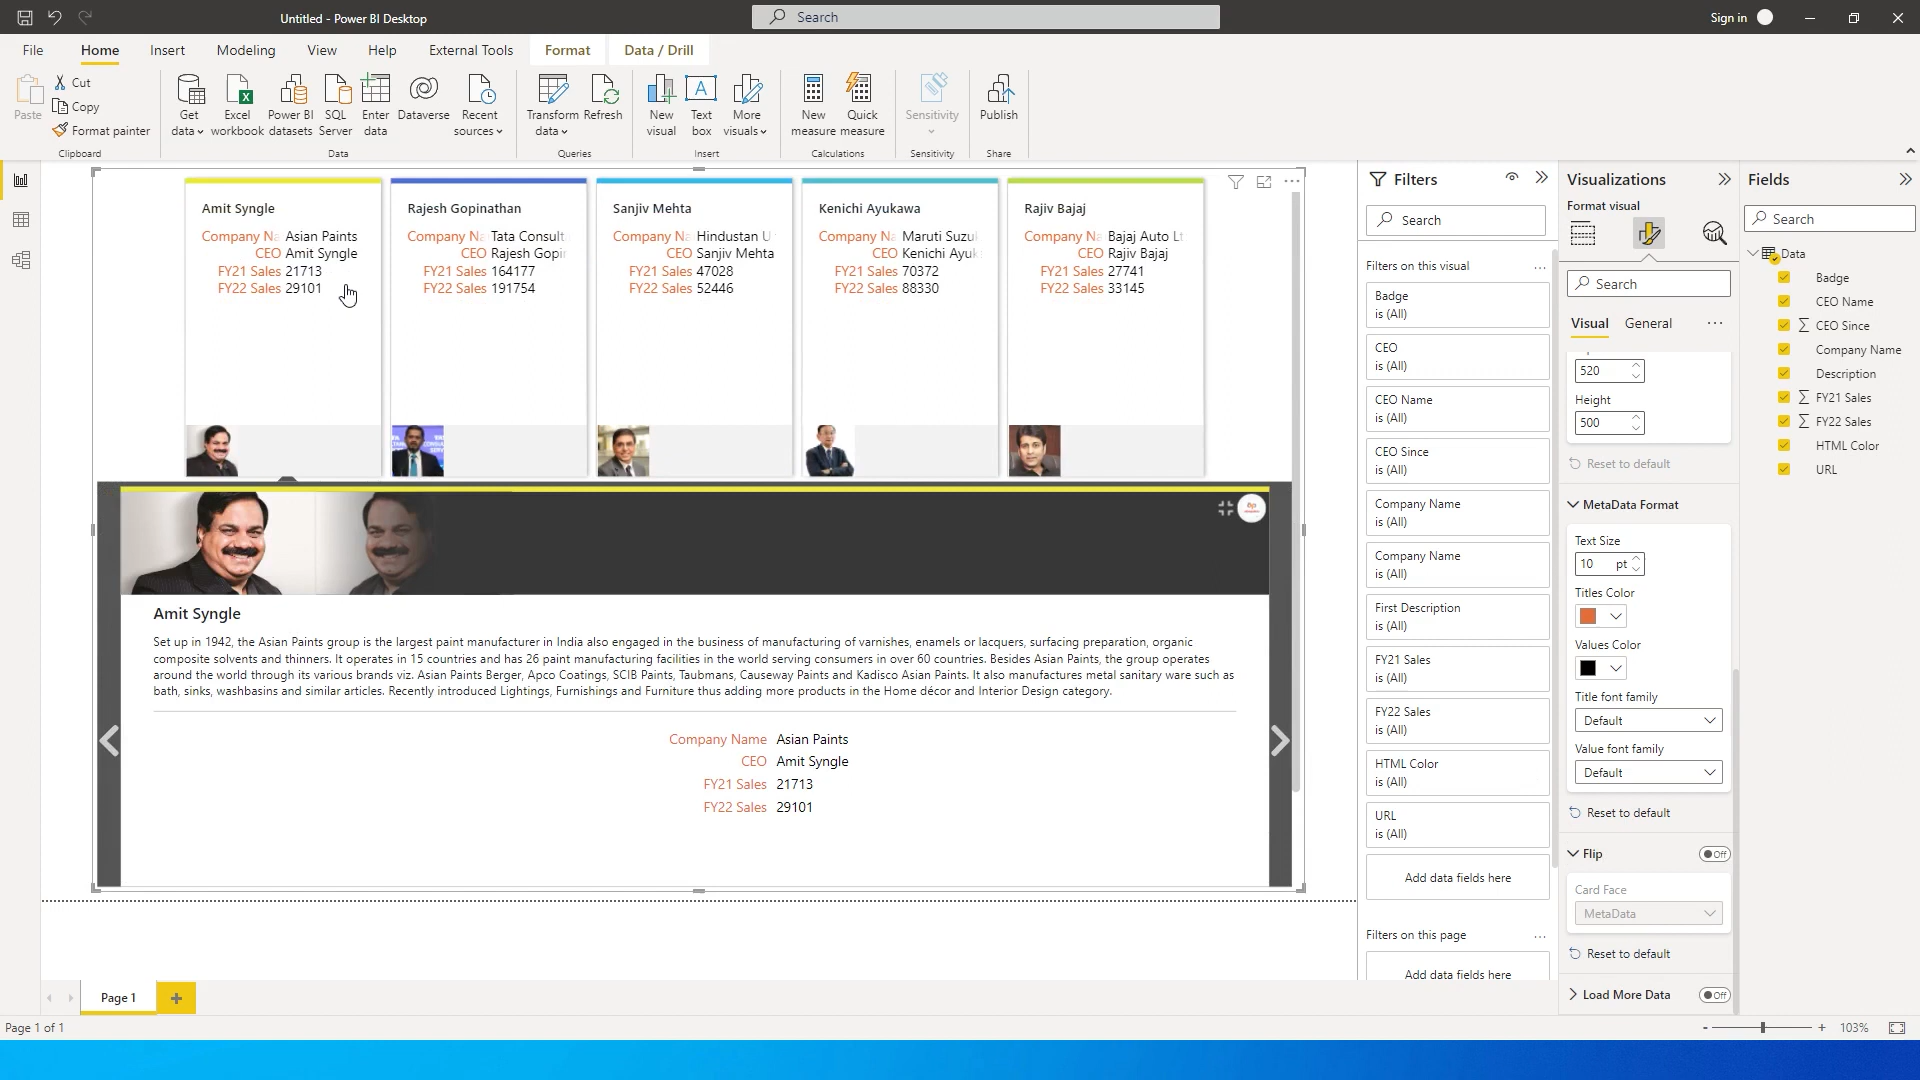 Untitled - Power BI Desktop
Search
Sign in
File
Home
Insert
Modeling
View
Help
External Tools
Format
Data / Drill
Paste
Cut
Copy
Format painter
Clipboard
Get data
Excel workbook
Power BI datasets
SQL Server
Enter data
Dataverse
Recent sources
Data
Transform data
Refresh
Queries
New visual
Text box
More visuals
Insert
New measure
Quick measure
Calculations
Sensitivity
Sensitivity
Publish
Share
Amit Syngle
Company Na Asian Paints
CEO Amit Syngle
FY21 Sales 21713
FY22 Sales 29101
Rajesh Gopinathan
Company Na Tata Consult
CEO Rajesh Gopin
FY21 Sales 164177
FY22 Sales 191754
Sanjiv Mehta
Company Na Hindustan U
CEO Sanjiv Mehta
FY21 Sales 47028
FY22 Sales 52446
Kenichi Ayukawa
Company Na Maruti Suzuk
CEO Kenichi Ayuk
FY21 Sales 70372
FY22 Sales 88330
Rajiv Bajaj
Company Na Bajaj Auto Lt
CEO Rajiv Bajaj
FY21 Sales 27741
FY22 Sales 33145
Amit Syngle
Set up in 1942, the Asian Paints group is the largest paint manufacturer in India also engaged in the business of manufacturing of varnishes, enamels or lacquers, surfacing preparation, organic
composite solvents and thinners. It operates in 15 countries and has 26 paint manufacturing facilities in the world serving consumers in over 60 countries. Besides Asian Paints, the group operates
around the world through its various brands viz. Asian Paints Berger, Apco Coatings, SCIB Paints, Taubmans, Causeway Paints and Kadisco Asian Paints. It also manufactures metal sanitary ware such as
bath, sinks, washbasins and similar articles. Recently introduced Lightings, Furnishings and Furniture thus adding more products in the Home décor and Interior Design category.
Company Name Asian Paints
CEO Amit Syngle
FY21 Sales 21713
FY22 Sales 29101
Filters
Search
Filters on this visual
Badge
is (All)
CEO
is (All)
CEO Name
is (All)
CEO Since
is (All)
Company Name
is (All)
Company Name
is (All)
First Description
is (All)
FY21 Sales
is (All)
FY22 Sales
is (All)
HTML Color
is (All)
URL
is (All)
Add data fields here
Filters on this page
Add data fields here
Visualizations
Format visual
Search
Visual
General
520
Height
500
Reset to default
MetaData Format
Text Size
10 pt
Titles Color
Values Color
Title font family
Default
Value font family
Default
Reset to default
Flip
Off
Card Face
MetaData
Reset to default
Load More Data
Off
Fields
Search
Data
Badge
CEO Name
CEO Since
Company Name
Description
FY21 Sales
FY22 Sales
HTML Color
URL
Page 1
Page 1 of 1
103%